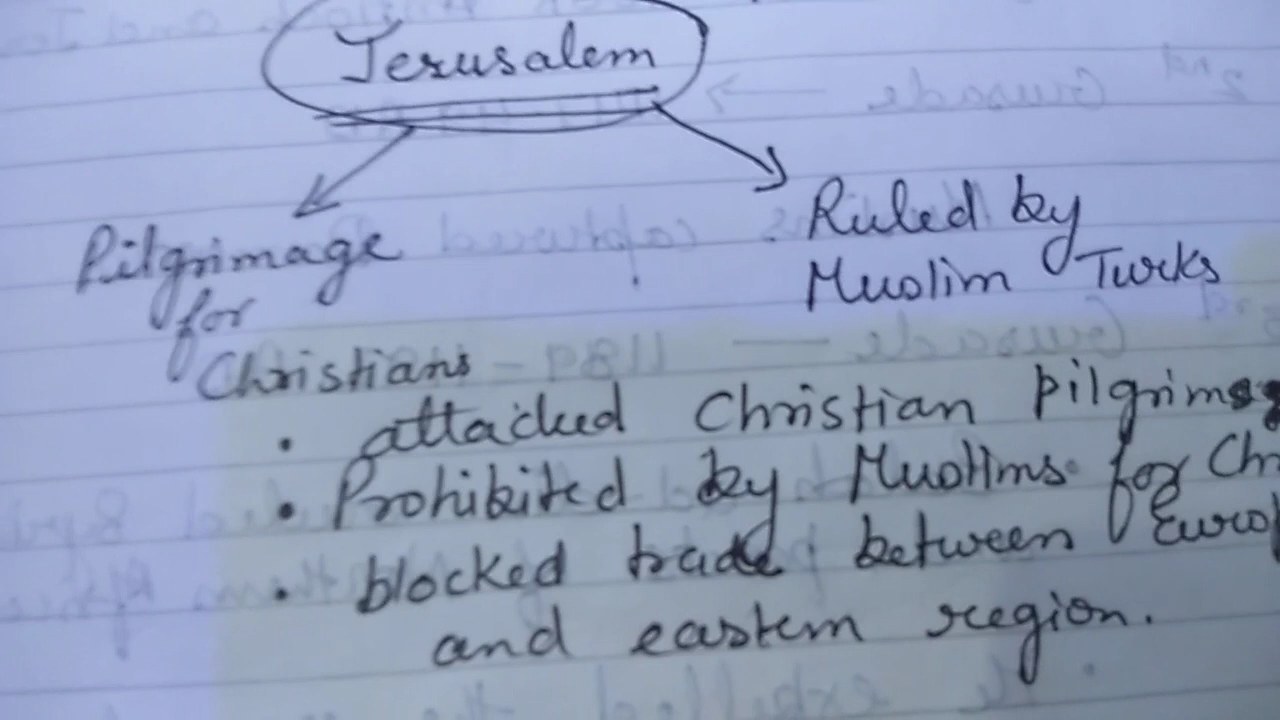 Jerusalem
Pilgrimage
for
Christians
Ruled by
Muslim Turks
• attacked Christian pilgrims
• Prohibited by Muslims for Ch
• blocked trade between Europ
and eastern region.